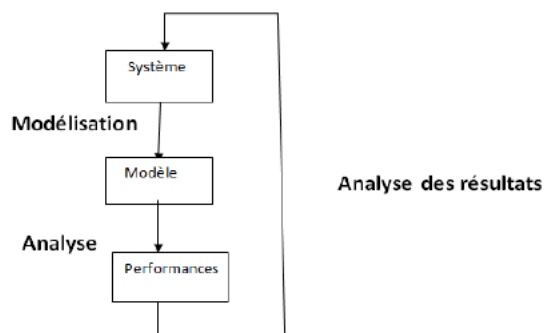 Système
Modélisation
Modèle
Analyse des résultats
Analyse
Performances